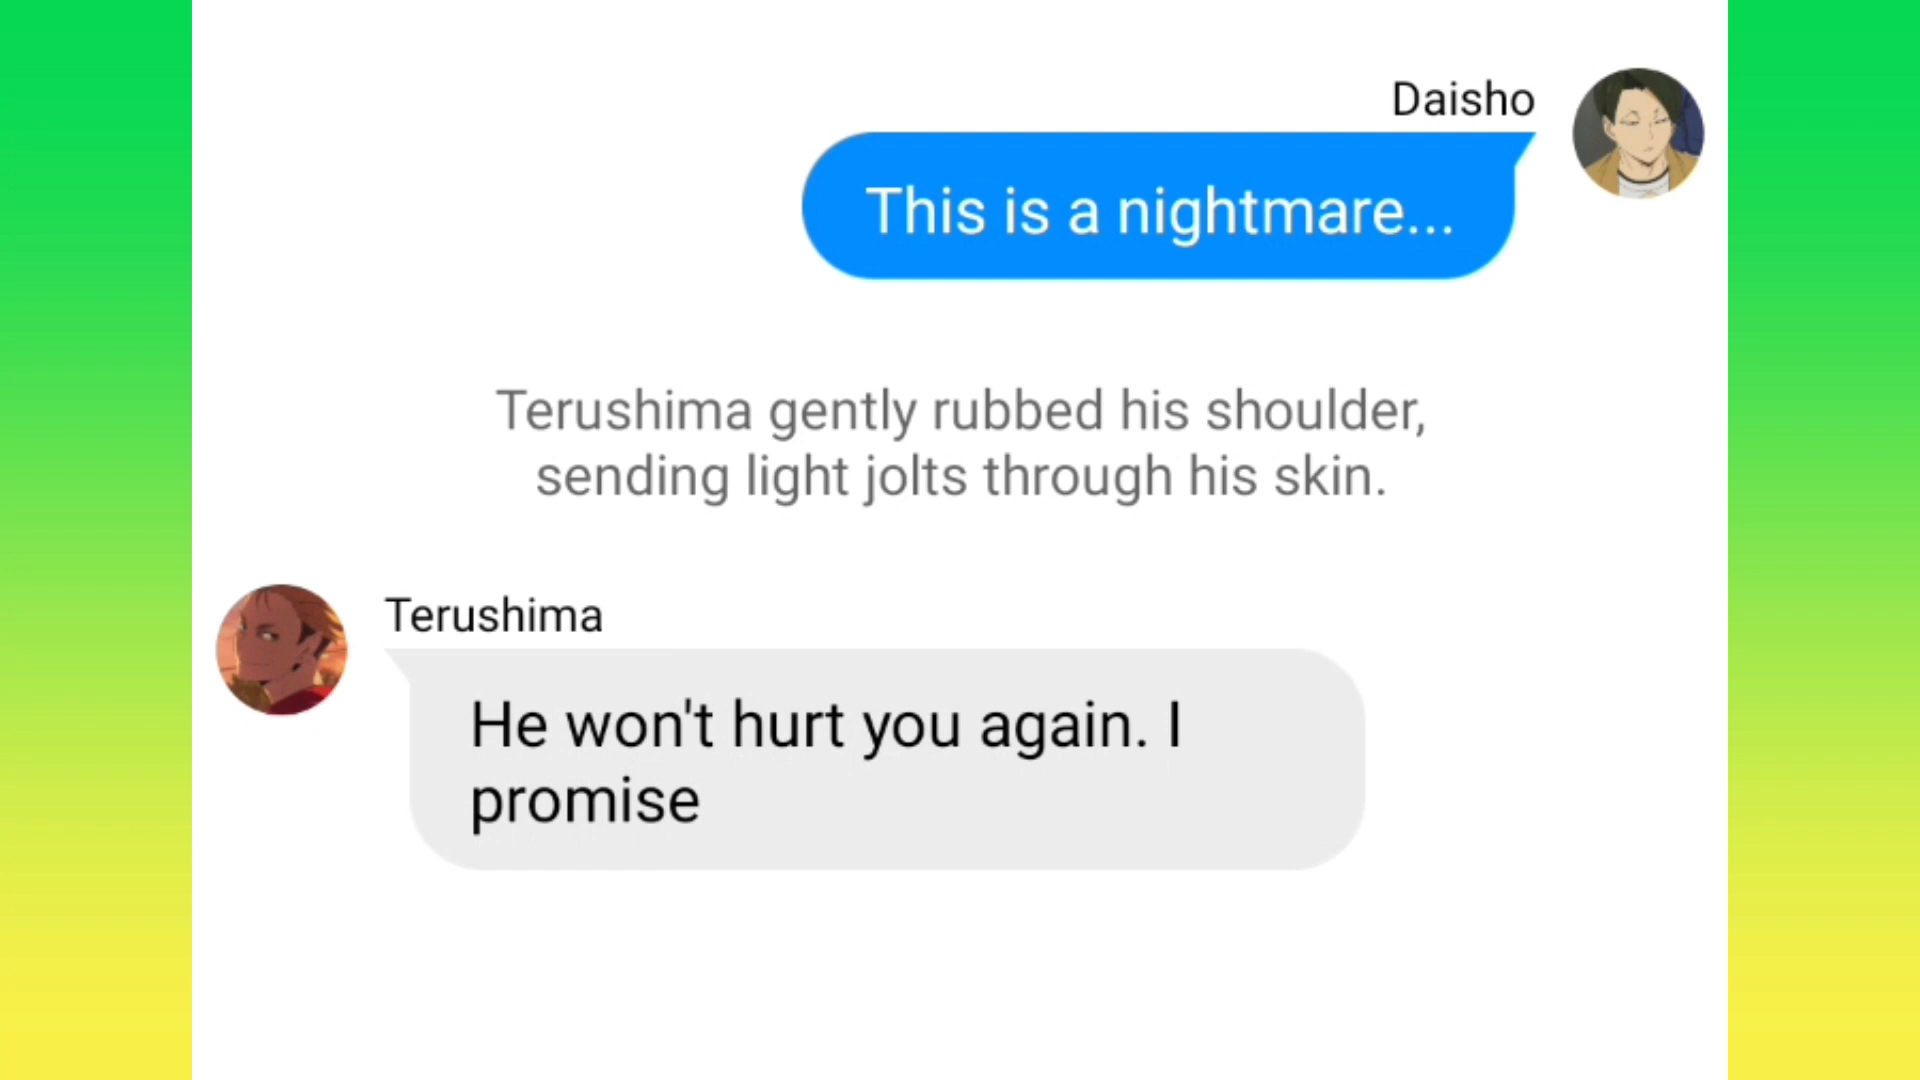 Daisho
This is a nightmare...
Terushima gently rubbed his shoulder,
sending light jolts through his skin.
Terushima
He won't hurt you again. I
promise